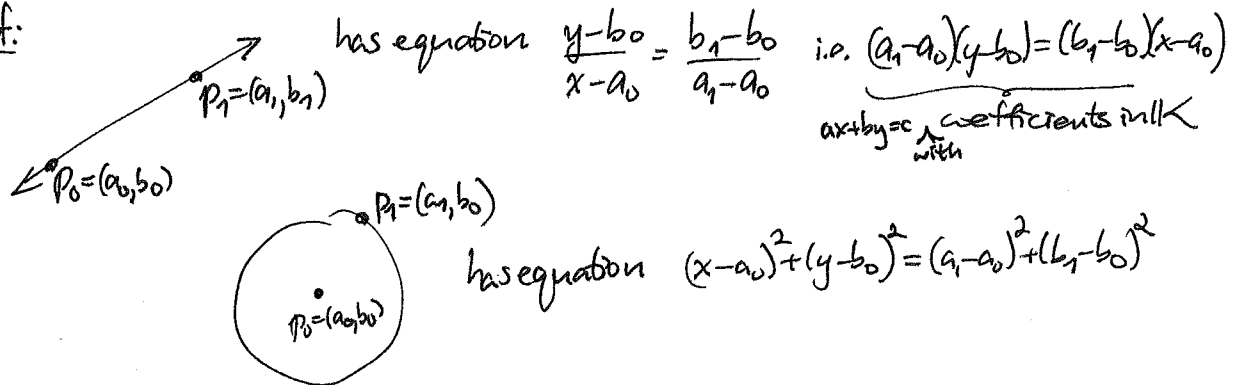 f:
has equation (y-b₀)/(x-a₀) = (b₁-b₀)/(a₁-a₀) i.e. (a₁-a₀)(y-b₀)=(b₁-b₀)(x-a₀)
p₁=(a₁,b₁)
ax+by=c with coefficients in 𝕂
p₀=(a₀,b₀)
p₁=(a₁,b₀)
has equation (x-a₀)²+(y-b₀)²=(a₁-a₀)²+(b₁-b₀)²
p₀=(a₀,b₀)